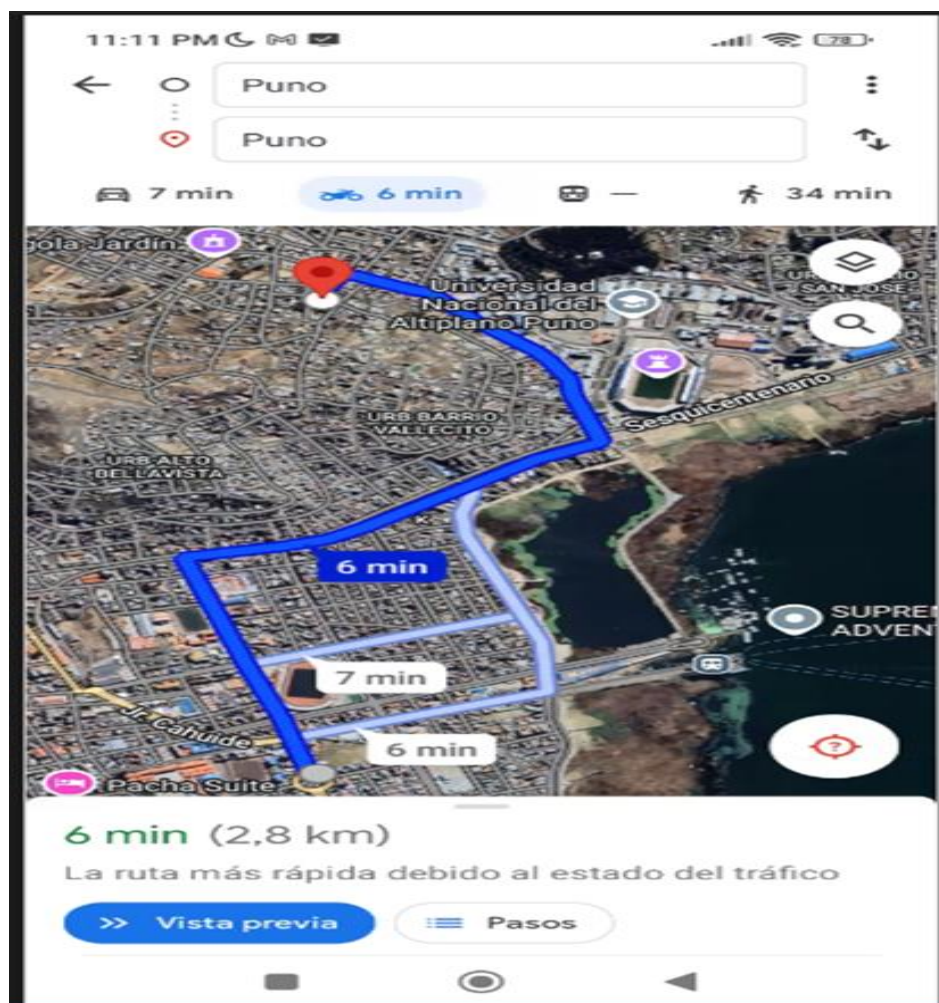 11:11 PM
78
Puno
Puno
7 min
6 min
—
34 min
gola Jardín
Universidad
Nacional del
Altiplano Puno
SAN JOSE
Sesquicentenario
URB BARRIO
VALLECITO
URB ALTO
BELLAVISTA
6 min
SUPREM
ADVEN
7 min
Jr. Cahuide
6 min
?
Pacha Suite
6 min (2,8 km)
La ruta más rápida debido al estado del tráfico
Vista previa
Pasos